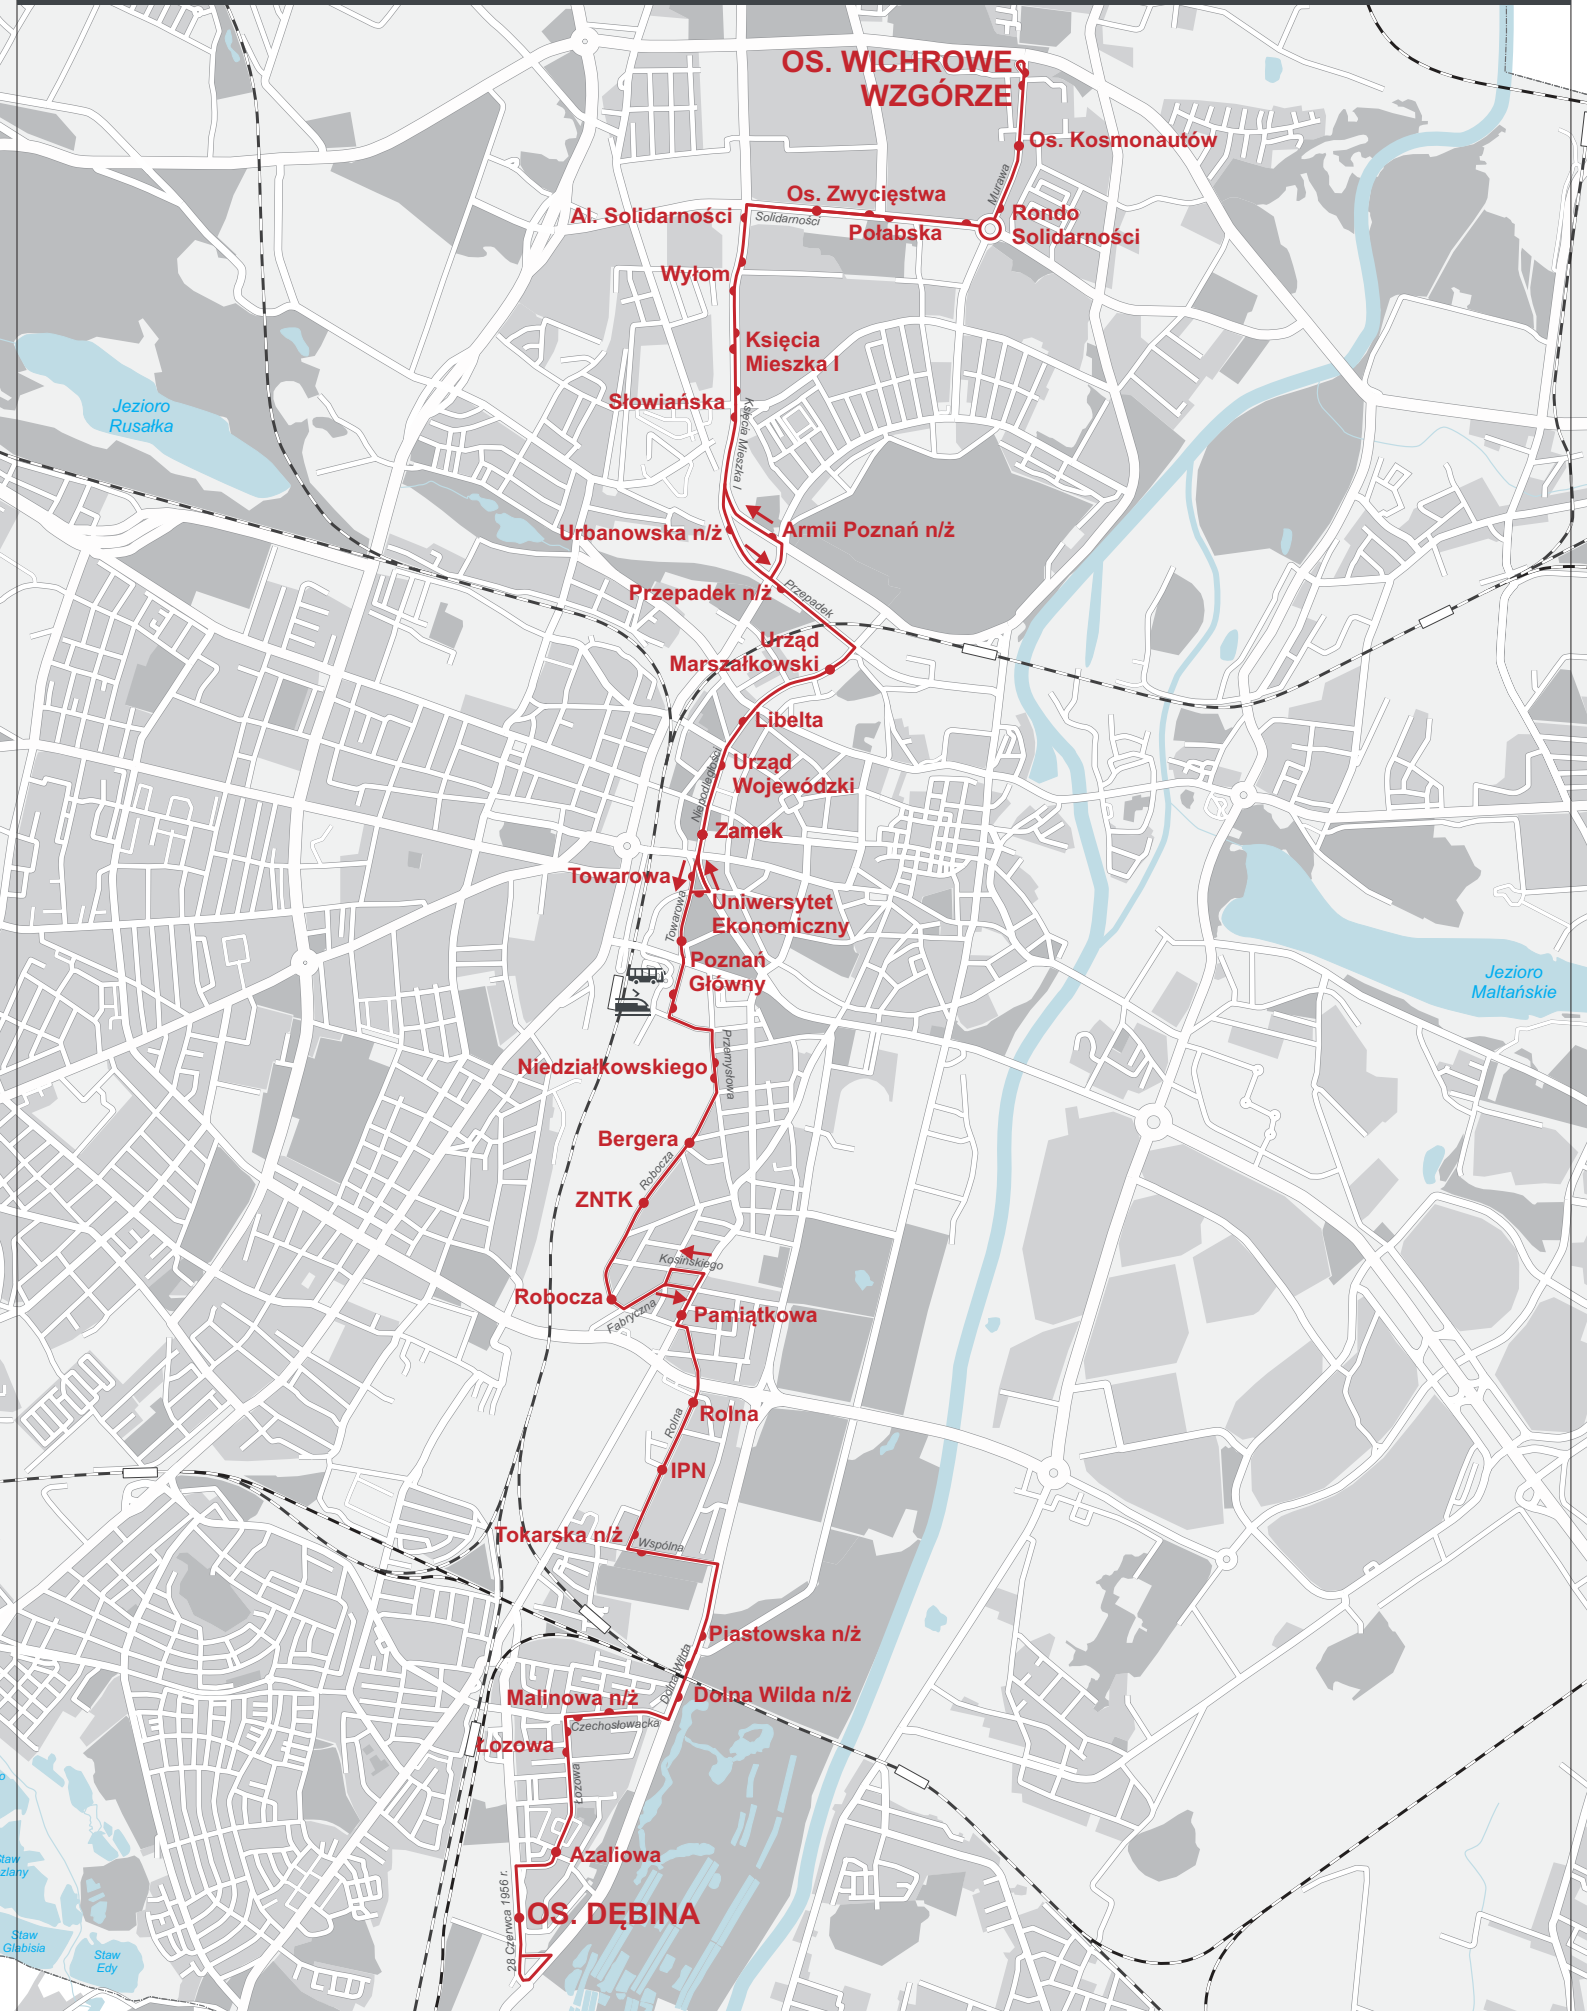 OS. WICHROWE
WZGÓRZE
Os. Kosmonautów
Murawa
Os. Zwycięstwa
Al. Solidarności
Solidarności
Połabska
Rondo
Solidarności
Wyłom
Księcia
Mieszka I
Słowiańska
Księcia Mieszka I
Jezioro
Rusałka
Urbanowska n/ż
Armii Poznań n/ż
Przepadek n/ż
Przepadek
Urząd
Marszałkowski
Libelta
Niepodległości
Urząd
Wojewódzki
Zamek
Towarowa
Towarowa
Uniwersytet
Ekonomiczny
Poznań
Główny
Jezioro
Maltańskie
Niedziałkowskiego
Przemysłowa
Bergera
Robocza
ZNTK
Kosińskiego
Robocza
Fabryczna
Pamiątkowa
Rolna
Rolna
IPN
Tokarska n/ż
Wspólna
Piastowska n/ż
Dolna Wilda
Dolna Wilda n/ż
Malinowa n/ż
Czechosłowacka
Łozowa
Łozowa
Azaliowa
28 Czerwca 1956 r.
OS. DĘBINA
Staw
Staw
Glabisia
Staw
Edy